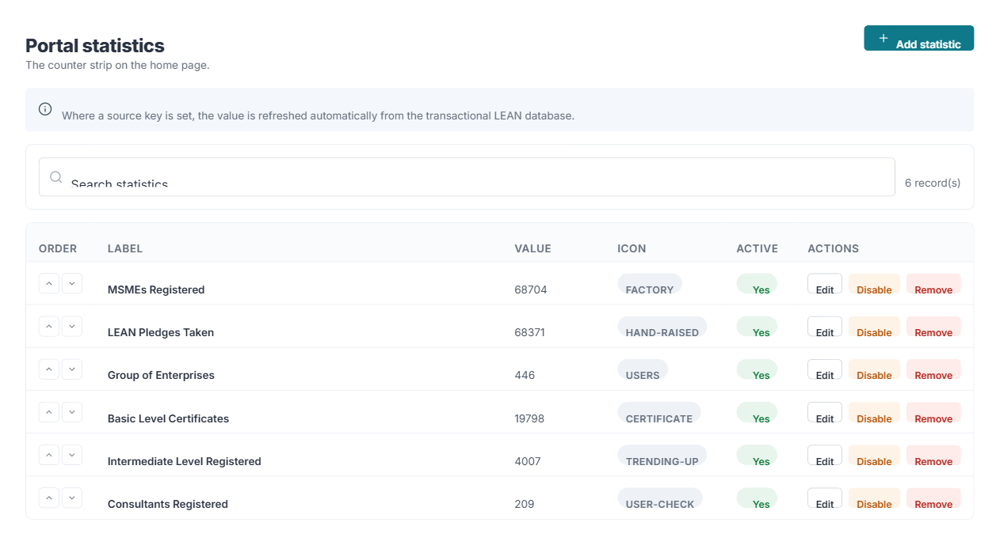 Portal statistics
Add statistic
The counter strip on the home page.
Where a source key is set, the value is refreshed automatically from the transactional LEAN database.
Search statistics
6 record(s)
ORDER LABEL VALUE ICON ACTIVE ACTIONS
MSMEs Registered 68704 FACTORY Yes Edit Disable Remove
LEAN Pledges Taken 68371 HAND-RAISED Yes Edit Disable Remove
Group of Enterprises 446 USERS Yes Edit Disable Remove
Basic Level Certificates 19798 CERTIFICATE Yes Edit Disable Remove
Intermediate Level Registered 4007 TRENDING-UP Yes Edit Disable Remove
Consultants Registered 209 USER-CHECK Yes Edit Disable Remove